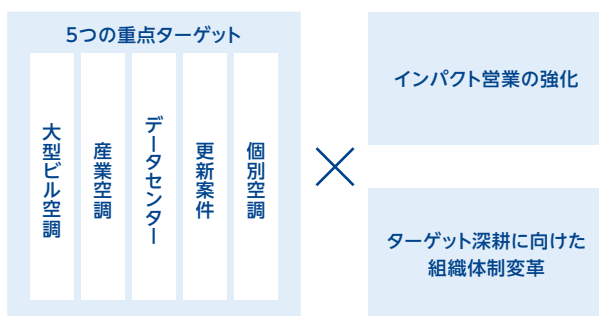 5つの重点ターゲット
大型ビル空調
産業空調
データセンター
更新案件
個別空調
×
インパクト営業の強化
ターゲット深耕に向けた
組織体制変革